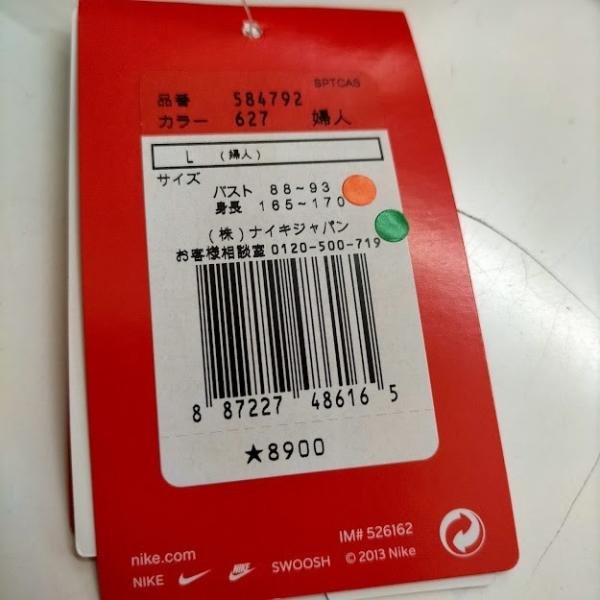 SPTCAS
品番 584792
カラー 627 婦人
L (婦人)
サイズ
バスト 88~93
身長 165~170
(株)ナイキジャパン
お客様相談室 0120-500-719
8 87227 48616 5
★8900
IM# 526162
nike.com
NIKE NIKE SWOOSH © 2013 Nike